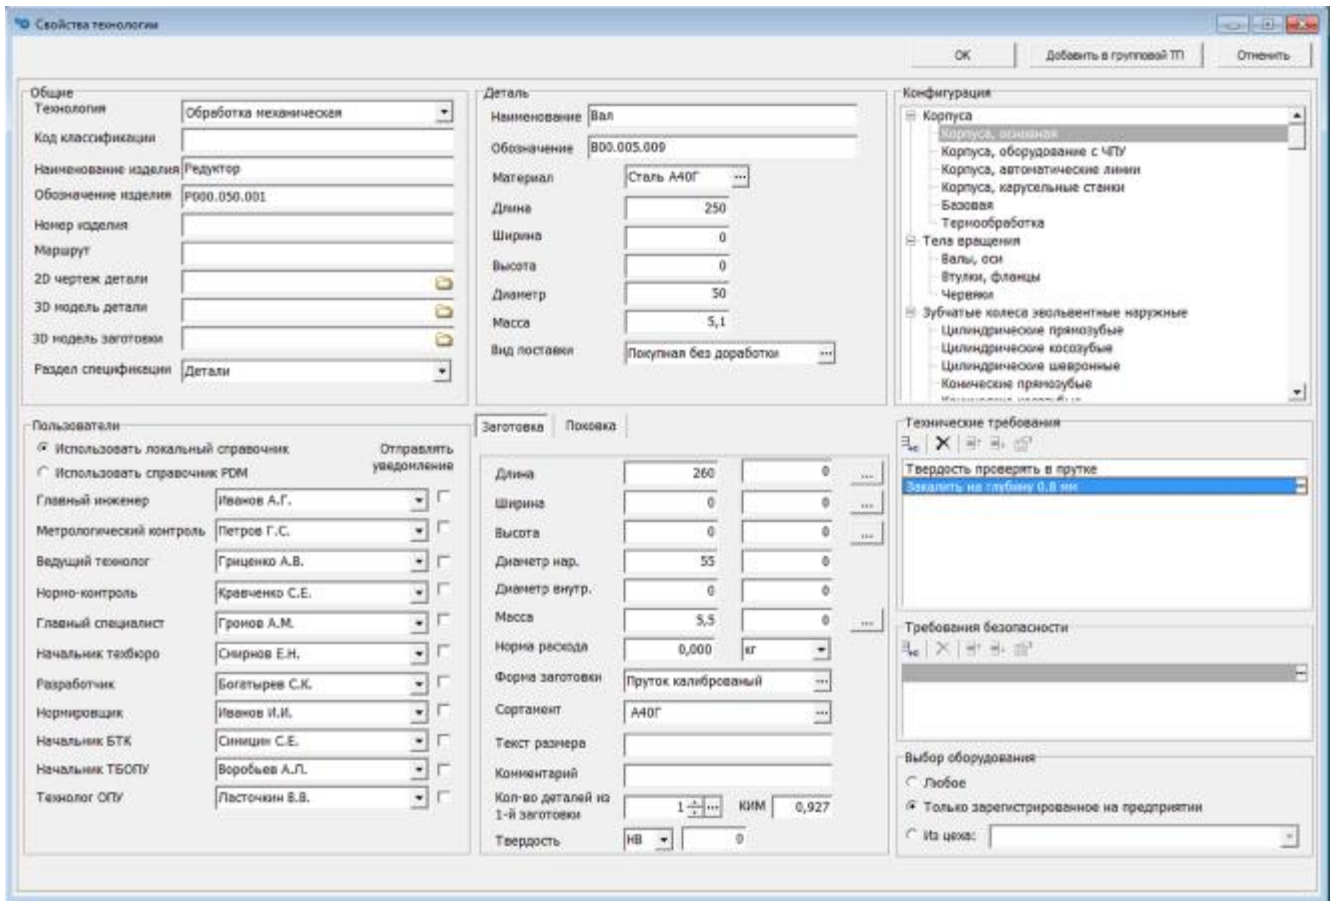 Свойства технологии
ОК
Добавить в групповой ТП
Отменить
Общие
Технология
Обработка механическая
Код классификации
Наименование изделия
Редуктор
Обозначение изделия
Р000.050.001
Номер изделия
Маршрут
2D чертеж детали
3D модель детали
3D модель заготовки
Раздел спецификации
Детали
Деталь
Наименование
Вал
Обозначение
В00.005.009
Материал
Сталь А40Г
...
Длина
250
Ширина
0
Высота
0
Диаметр
50
Масса
5,1
Вид поставки
Покупная без доработки
...
Конфигурация
Корпуса
Корпуса, основная
Корпуса, оборудование с ЧПУ
Корпуса, автоматические линии
Корпуса, карусельные станки
Базовая
Термообработка
Тела вращения
Валы, оси
Втулки, фланцы
Червяки
Зубчатые колеса эвольвентные наружные
Цилиндрические прямозубые
Цилиндрические косозубые
Цилиндрические шевронные
Конические прямозубые
Пользователи
Использовать локальный справочник
Использовать справочник PDM
Отправлять
уведомление
Главный инженер
Иванов А.Г.
Метрологический контроль
Петров Г.С.
Ведущий технолог
Гриценко А.В.
Нормо-контроль
Кравченко С.Е.
Главный специалист
Громов А.М.
Начальник техбюро
Смирнов Е.Н.
Разработчик
Богатырев С.К.
Нормировщик
Иванов И.И.
Начальник БТК
Синицин С.Е.
Начальник ТБОПУ
Воробьев А.Л.
Технолог ОПУ
Ласточкин В.В.
Заготовка
Поковка
Длина
260
0
...
Ширина
0
0
...
Высота
0
0
...
Диаметр нар.
55
0
Диаметр внутр.
0
0
Масса
5,5
0
...
Норма расхода
0,000
кг
Форма заготовки
Пруток калиброваный
...
Сортамент
А40Г
...
Текст размера
Комментарий
Кол-во деталей из
1-й заготовки
1
...
КИМ
0,927
Твердость
НВ
0
Технические требования
Твердость проверять в прутке
Закалить на глубину 0.8 мм
Требования безопасности
Выбор оборудования
Любое
Только зарегистрированное на предприятии
Из цеха: